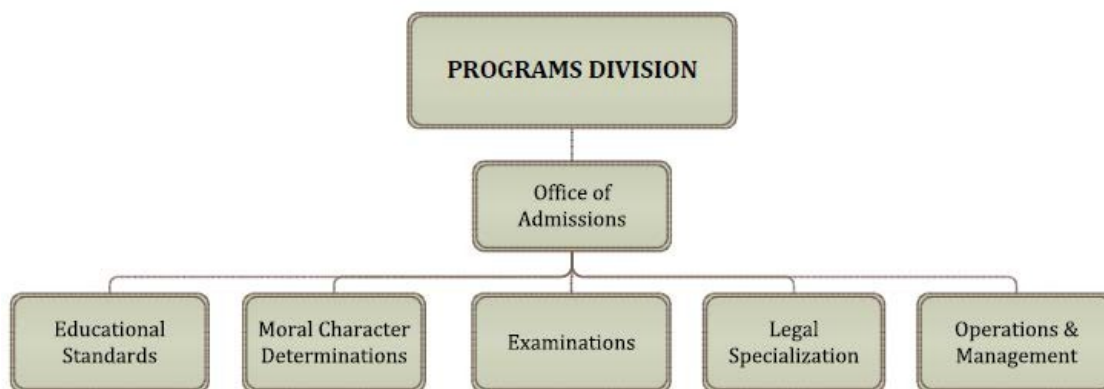 PROGRAMS DIVISION
Office of
Admissions
Educational
Standards
Moral Character
Determinations
Examinations
Legal
Specialization
Operations &
Management